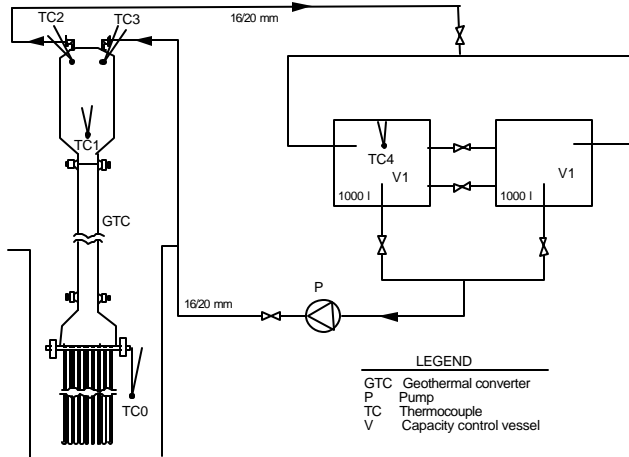 TC2
TC3
16/20 mm
TC1
TC4
V1
1000 l
V1
1000 l
GTC
16/20 mm
P
TC0
LEGEND
GTC Geothermal converter
P Pump
TC Thermocouple
V Capacity control vessel